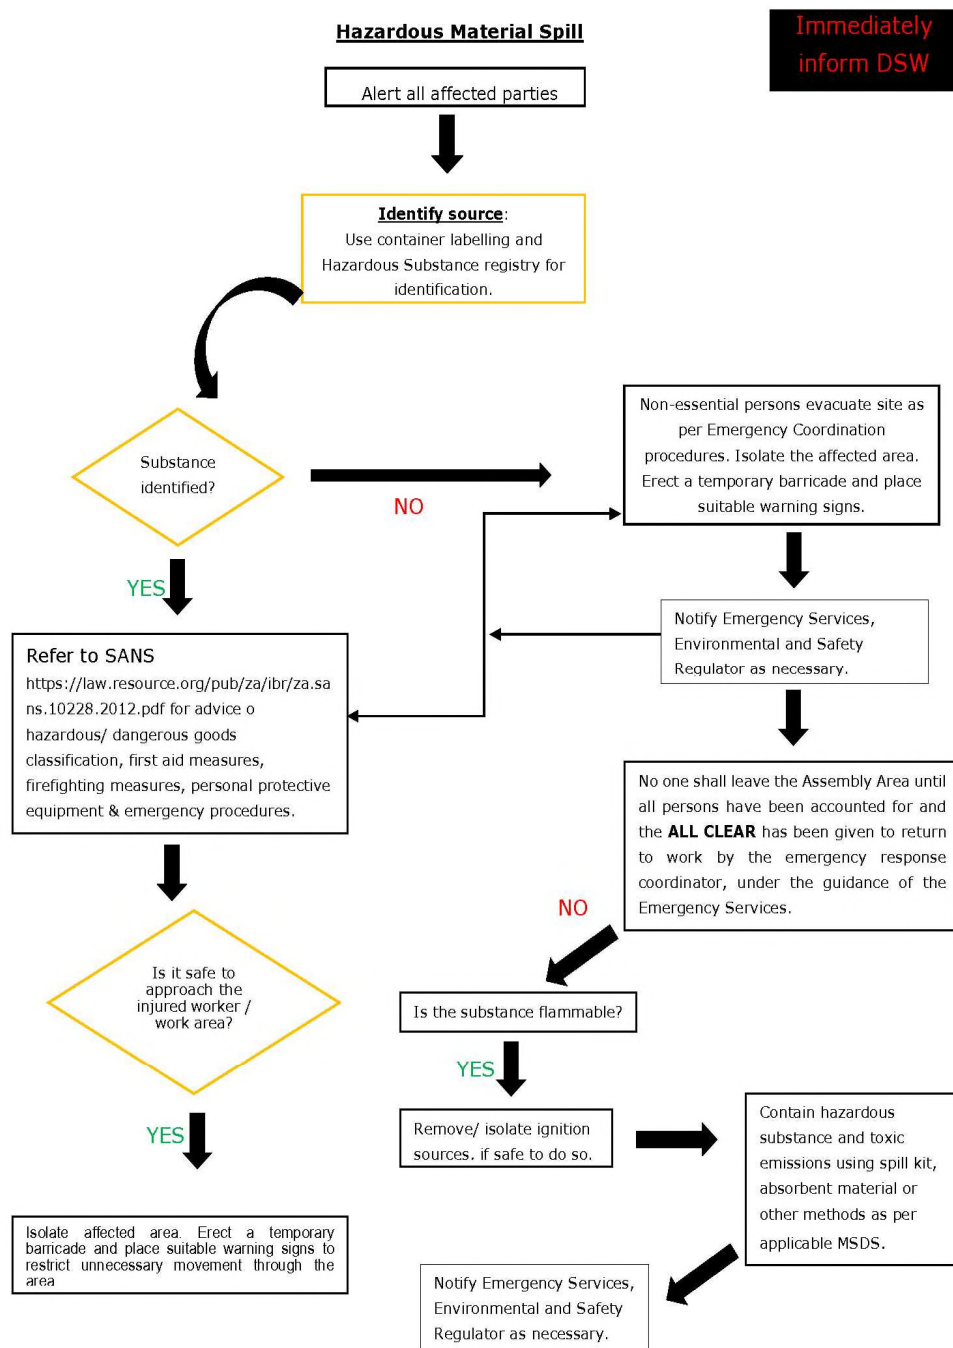 Hazardous Material Spill
Immediately
inform DSW
Alert all affected parties
Identify source:
Use container labelling and
Hazardous Substance registry for
identification.
Substance
identified?
NO
Non-essential persons evacuate site as
per Emergency Coordination
procedures. Isolate the affected area.
Erect a temporary barricade and place
suitable warning signs.
YES
Notify Emergency Services,
Environmental and Safety
Regulator as necessary.
Refer to SANS
https://law.resource.org/pub/za/ibr/za.sa
ns.10228.2012.pdf for advice o
hazardous/ dangerous goods
classification, first aid measures,
firefighting measures, personal protective
equipment & emergency procedures.
No one shall leave the Assembly Area until
all persons have been accounted for and
the ALL CLEAR has been given to return
to work by the emergency response
coordinator, under the guidance of the
Emergency Services.
NO
Is it safe to
approach the
injured worker /
work area?
Is the substance flammable?
YES
YES
Remove/ isolate ignition
sources. if safe to do so.
Contain hazardous
substance and toxic
emissions using spill kit,
absorbent material or
other methods as per
applicable MSDS.
Isolate affected area. Erect a temporary
barricade and place suitable warning signs to
restrict unnecessary movement through the
area
Notify Emergency Services,
Environmental and Safety
Regulator as necessary.